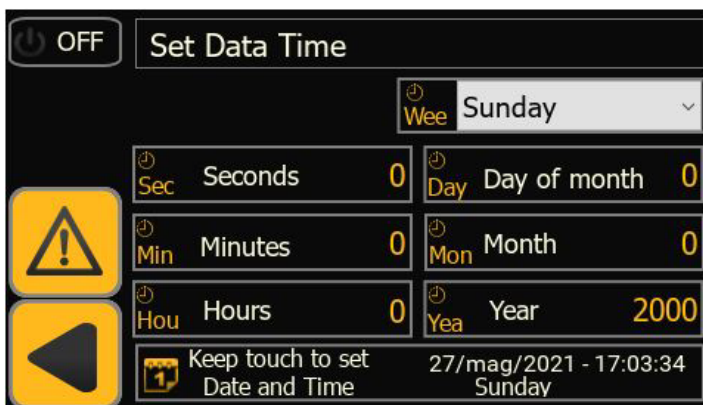 OFF
Set Data Time
Wee Sunday
Sec Seconds 0
Day Day of month 0
Min Minutes 0
Mon Month 0
Hou Hours 0
Yea Year 2000
1
Keep touch to set
Date and Time
27/mag/2021 - 17:03:34
Sunday